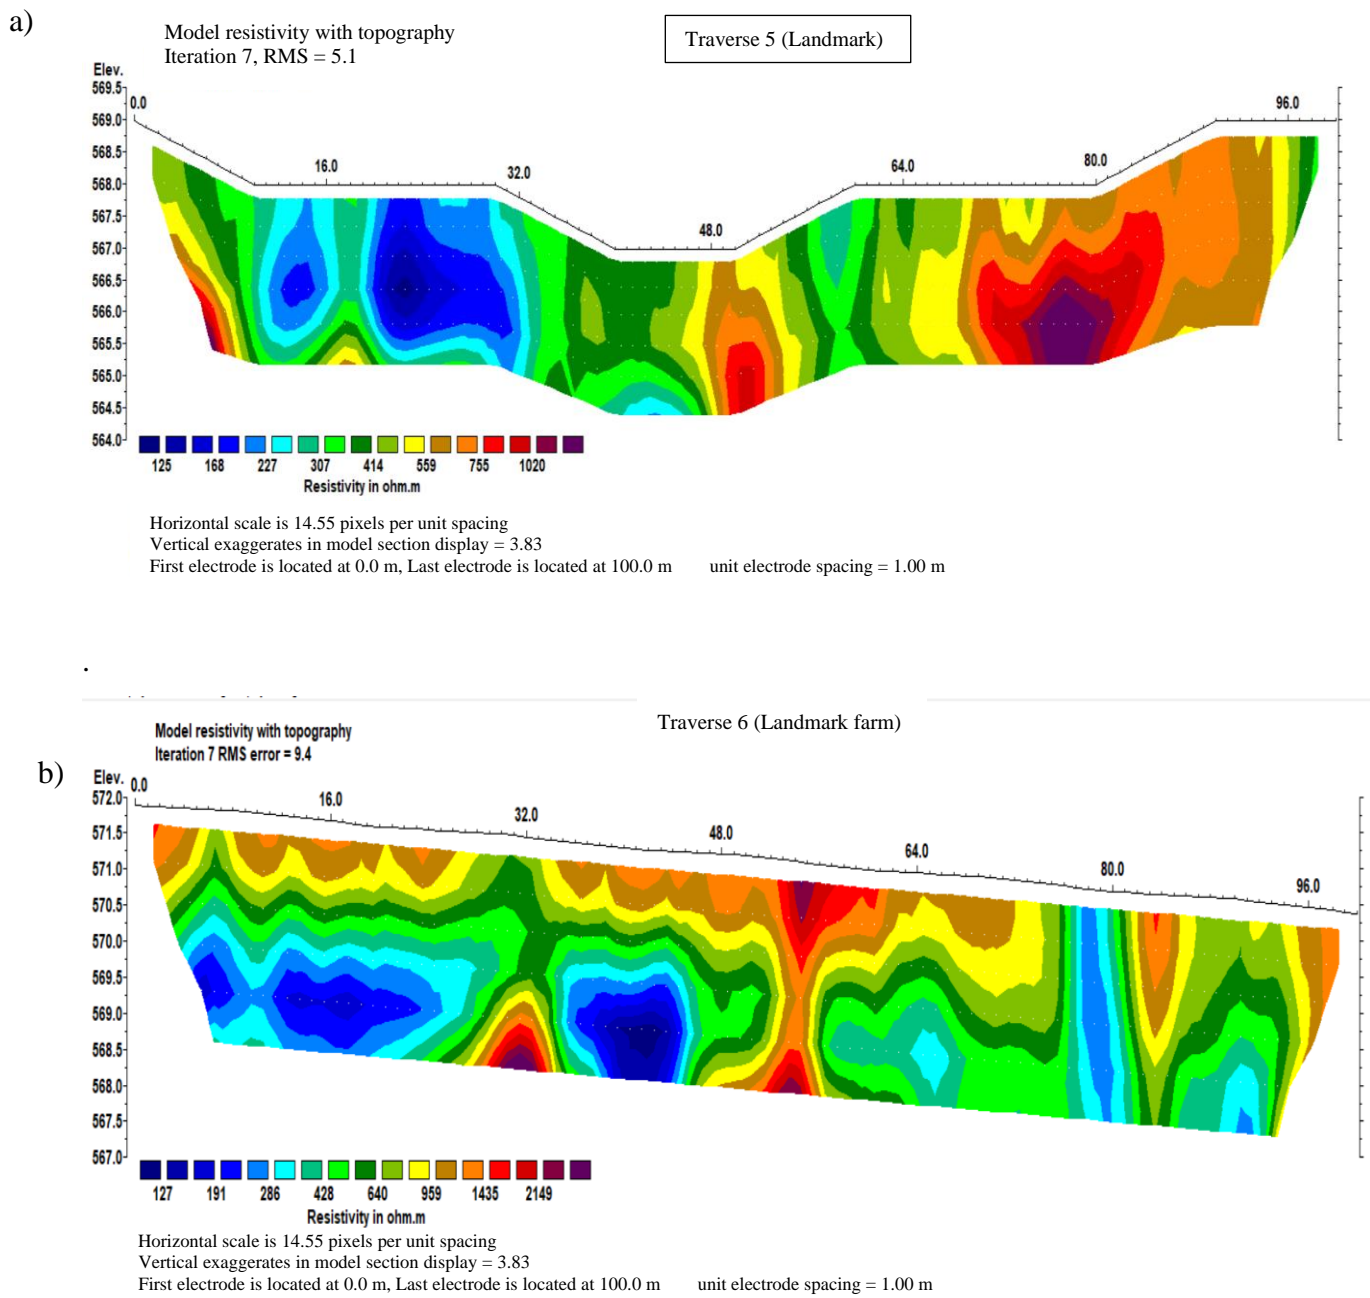 a)
Model resistivity with topography
Iteration 7, RMS = 5.1
Traverse 5 (Landmark)
Elev.
569.5
569.0
568.5
568.0
567.5
567.0
566.5
566.0
565.5
565.0
564.5
564.0
0.0
16.0
32.0
48.0
64.0
80.0
96.0
125 168 227 307 414 559 755 1020
Resistivity in ohm.m
Horizontal scale is 14.55 pixels per unit spacing
Vertical exaggerates in model section display = 3.83
First electrode is located at 0.0 m, Last electrode is located at 100.0 m unit electrode spacing = 1.00 m
.
Traverse 6 (Landmark farm)
Model resistivity with topography
Iteration 7 RMS error = 9.4
b)
Elev.
572.0
571.5
571.0
570.5
570.0
569.5
569.0
568.5
568.0
567.5
567.0
0.0
16.0
32.0
48.0
64.0
80.0
96.0
127 191 286 428 640 959 1435 2149
Resistivity in ohm.m
Horizontal scale is 14.55 pixels per unit spacing
Vertical exaggerates in model section display = 3.83
First electrode is located at 0.0 m, Last electrode is located at 100.0 m unit electrode spacing = 1.00 m